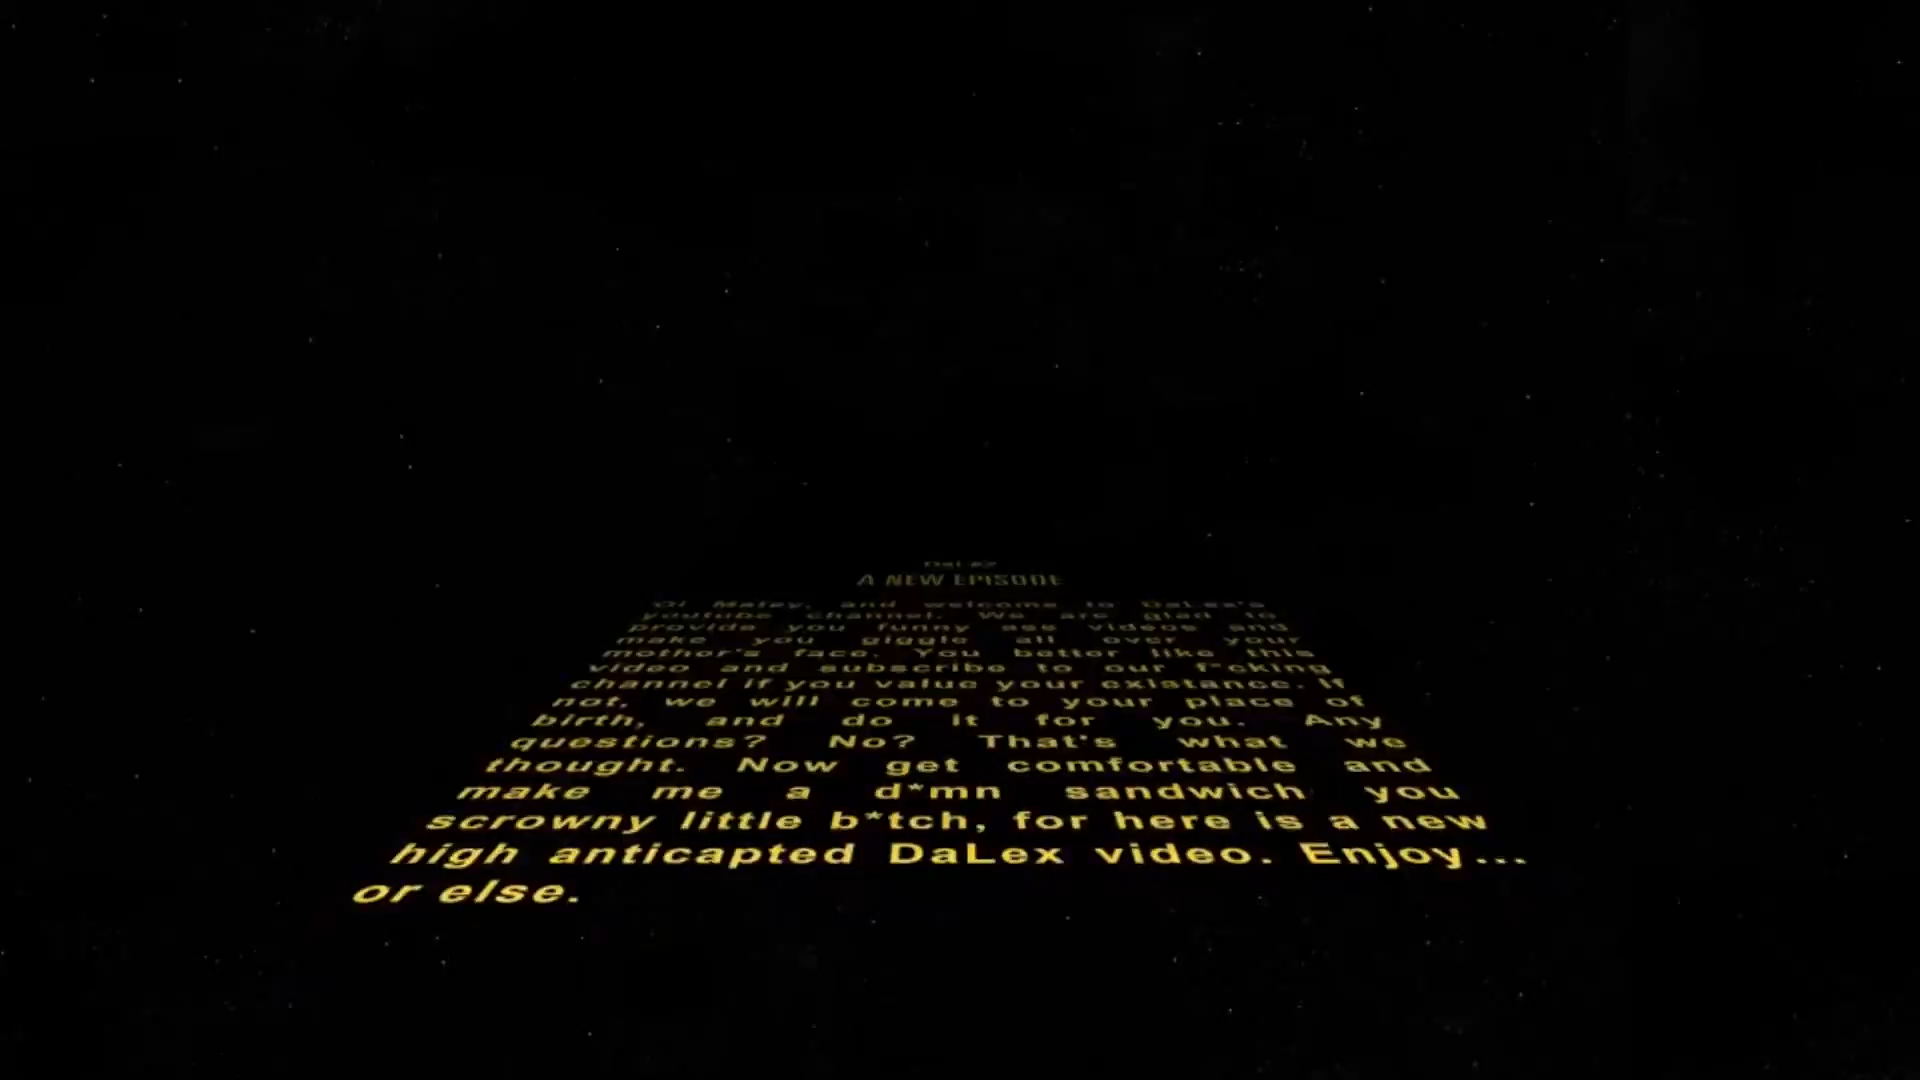 DaLex
A NEW EPISODE
Oi Matey, and welcome to DaLex's
youtube channel. We are glad to
provide you funny ass videos and
make you giggle all over your
mother's face. You better like this
video and subscribe to our f*cking
channel if you value your existance. If
not, we will come to your place of
birth, and do it for you. Any
questions? No? That's what we
thought. Now get comfortable and
make me a d*mn sandwich you
scrowny little b*tch, for here is a new
high anticapted DaLex video. Enjoy...
or else.